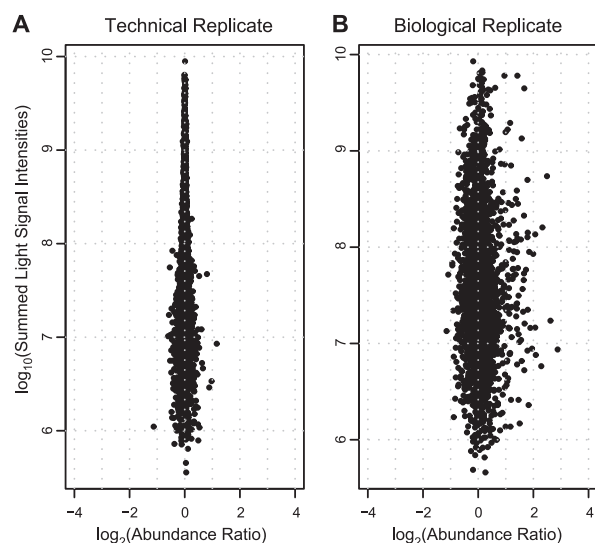 A Technical Replicate
B Biological Replicate
log10(Summed Light Signal Intensities)
10
9
8
7
6
−4 −2 0 2 4
log2(Abundance Ratio)
10
9
8
7
6
−4 −2 0 2 4
log2(Abundance Ratio)